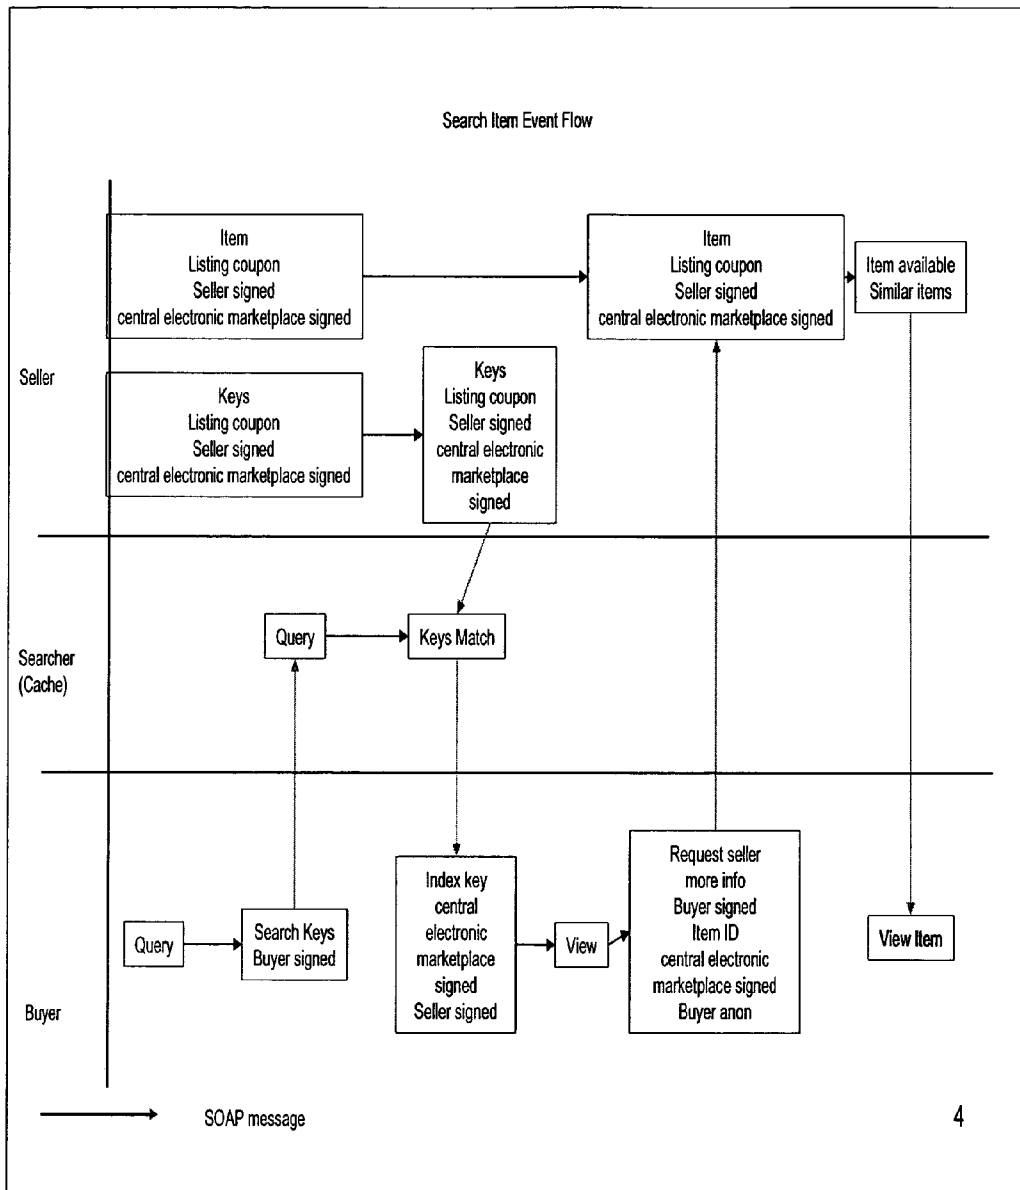 Search Item Event Flow
Item
Listing coupon
Seller signed
central electronic marketplace signed
Item
Listing coupon
Seller signed
central electronic marketplace signed
Item available
Similar items
Seller
Keys
Listing coupon
Seller signed
central electronic marketplace signed
Keys
Listing coupon
Seller signed
central electronic
marketplace
signed
Searcher
(Cache)
Query
Keys Match
Buyer
Query
Search Keys
Buyer signed
Index key
central
electronic
marketplace
signed
Seller signed
View
Request seller
more info
Buyer signed
Item ID
central electronic
marketplace signed
Buyer anon
View Item
SOAP message
4